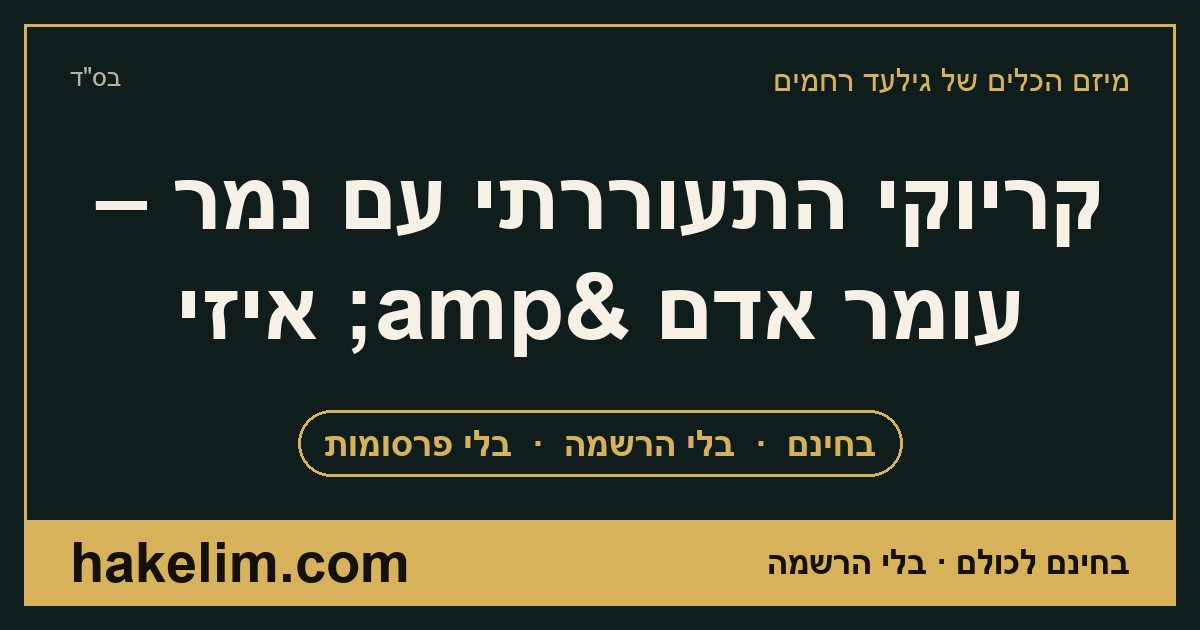 מיזם הכלים של גילעד רחמים
בס"ד
קריוקי התעוררתי עם נמר –
עומר אדם &amp; איזי
בחינם · בלי הרשמה · בלי פרסומות
בחינם לכולם · בלי הרשמה
hakelim.com